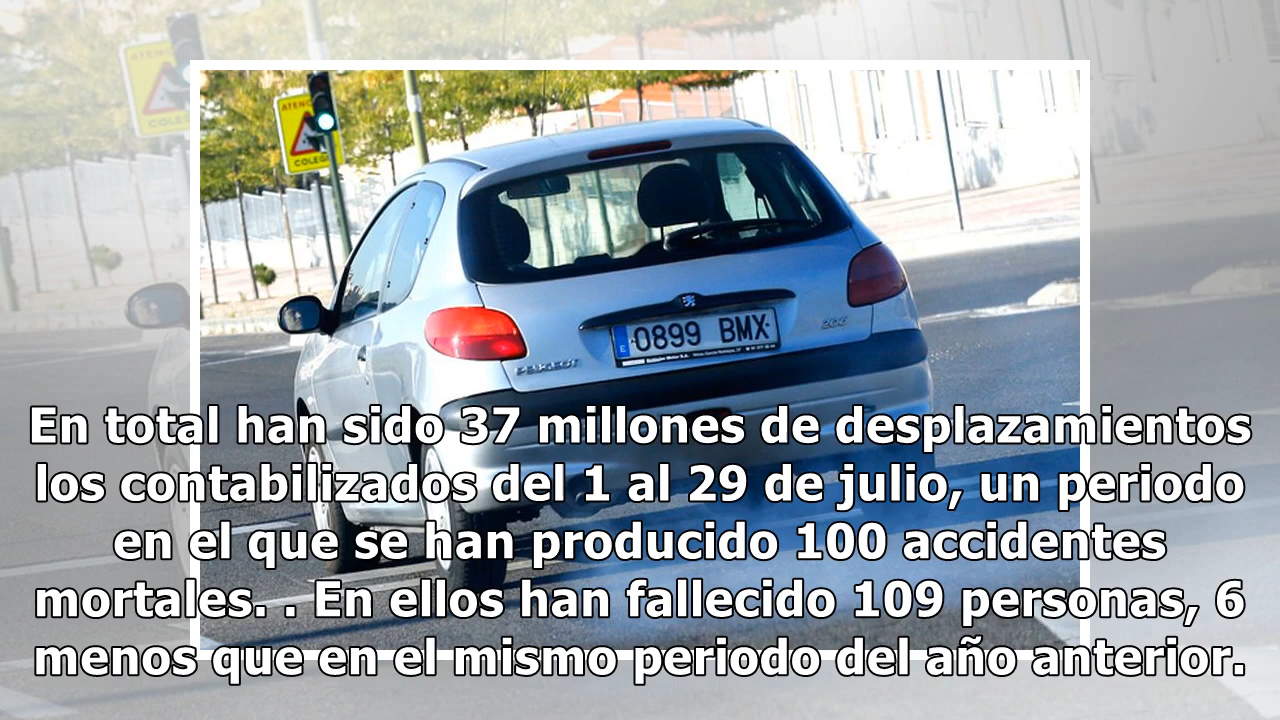 ATEN
COLEGI
0899 BMX
E
PEUGEOT
206
En total han sido 37 millones de desplazamientos
los contabilizados del 1 al 29 de julio, un periodo
en el que se han producido 100 accidentes
mortales. . En ellos han fallecido 109 personas, 6
menos que en el mismo periodo del año anterior.